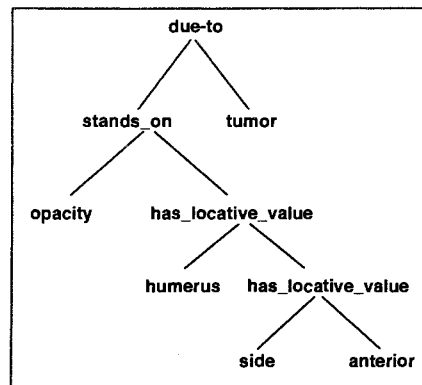 due-to
stands_on tumor
opacity has_locative_value
humerus has_locative_value
side anterior